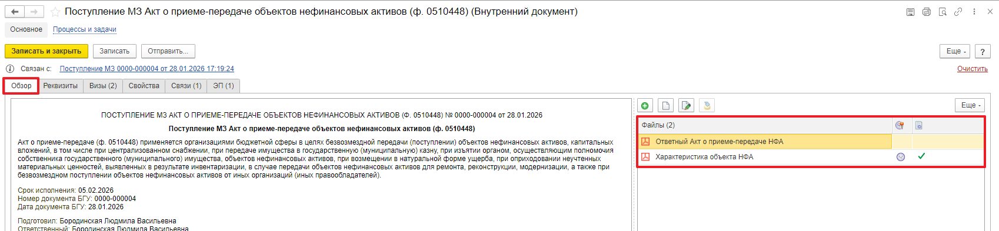 Поступление МЗ Акт о приеме-передаче объектов нефинансовых активов (ф. 0510448) (Внутренний документ)
Основное Процессы и задачи
Записать и закрыть Записать Отправить... Еще ?
Связан с: Поступление МЗ 0000-000004 от 28.01.2026 17:19:24 Очистить
Обзор Реквизиты Визы (2) Свойства Связи (1) ЭП (1)
Еще
ПОСТУПЛЕНИЕ МЗ АКТ О ПРИЕМЕ-ПЕРЕДАЧЕ ОБЪЕКТОВ НЕФИНАНСОВЫХ АКТИВОВ (Ф. 0510448) № 0000-000004 от 28.01.2026
Поступление МЗ Акт о приеме-передаче объектов нефинансовых активов (ф. 0510448)
Акт о приеме-передаче (ф. 0510448) применяется организациями бюджетной сферы в целях безвозмездной передачи (поступлении) объектов нефинансовых активов, капитальных
вложений, в том числе при централизованном снабжении, при передаче имущества в государственную (муниципальную) казну, при изъятии органом, осуществляющим полномочия
собственника государственного (муниципального) имущества, объектов нефинансовых активов, при возмещении в натуральной форме ущерба, при оприходовании неучтенных
материальных ценностей, выявленных в результате инвентаризации, в случае передачи объектов нефинансовых активов для ремонта, реконструкции, модернизации, а также при
безвозмездном поступлении объектов нефинансовых активов от иных организаций (иных правообладателей).
Срок исполнения: 05.02.2026
Номер документа БГУ: 0000-000004
Дата документа БГУ: 28.01.2026
Подготовил: Бородинская Людмила Васильевна
Ответственный: Бородинская Людмила Васильевна
Файлы (2)
Ответный Акт о приеме-передаче НФА
Характеристика объекта НФА